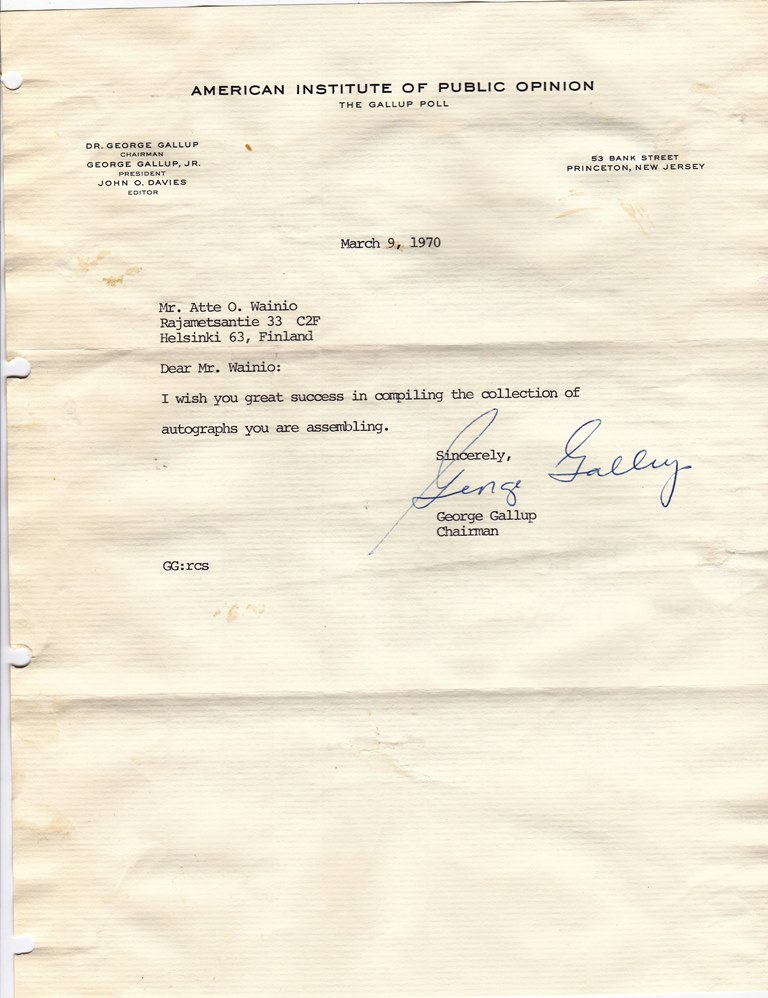 AMERICAN INSTITUTE OF PUBLIC OPINION
THE GALLUP POLL
DR. GEORGE GALLUP
CHAIRMAN
GEORGE GALLUP, JR.
PRESIDENT
JOHN O. DAVIES
EDITOR
53 BANK STREET
PRINCETON, NEW JERSEY
March 9, 1970
Mr. Atte O. Wainio
Rajametsantie 33 C2F
Helsinki 63, Finland
Dear Mr. Wainio:
I wish you great success in compiling the collection of
autographs you are assembling.
Sincerely,
George Gallup
George Gallup
Chairman
GG:rcs